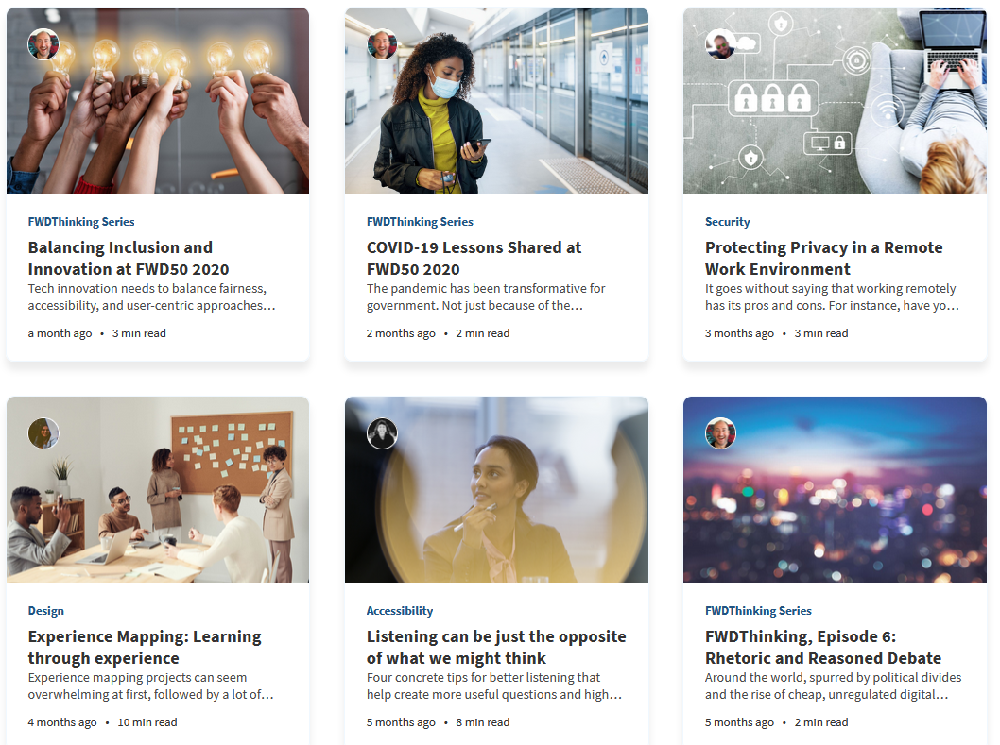 FWDThinking Series
Balancing Inclusion and
Innovation at FWD50 2020
Tech innovation needs to balance fairness,
accessibility, and user-centric approaches…
a month ago • 3 min read
FWDThinking Series
COVID-19 Lessons Shared at
FWD50 2020
The pandemic has been transformative for
government. Not just because of the…
2 months ago • 2 min read
Security
Protecting Privacy in a Remote
Work Environment
It goes without saying that working remotely
has its pros and cons. For instance, have yo…
3 months ago • 3 min read
Design
Experience Mapping: Learning
through experience
Experience mapping projects can seem
overwhelming at first, followed by a lot of…
4 months ago • 10 min read
Accessibility
Listening can be just the opposite
of what we might think
Four concrete tips for better listening that
help create more useful questions and high…
5 months ago • 8 min read
FWDThinking Series
FWDThinking, Episode 6:
Rhetoric and Reasoned Debate
Around the world, spurred by political divides
and the rise of cheap, unregulated digital…
5 months ago • 2 min read